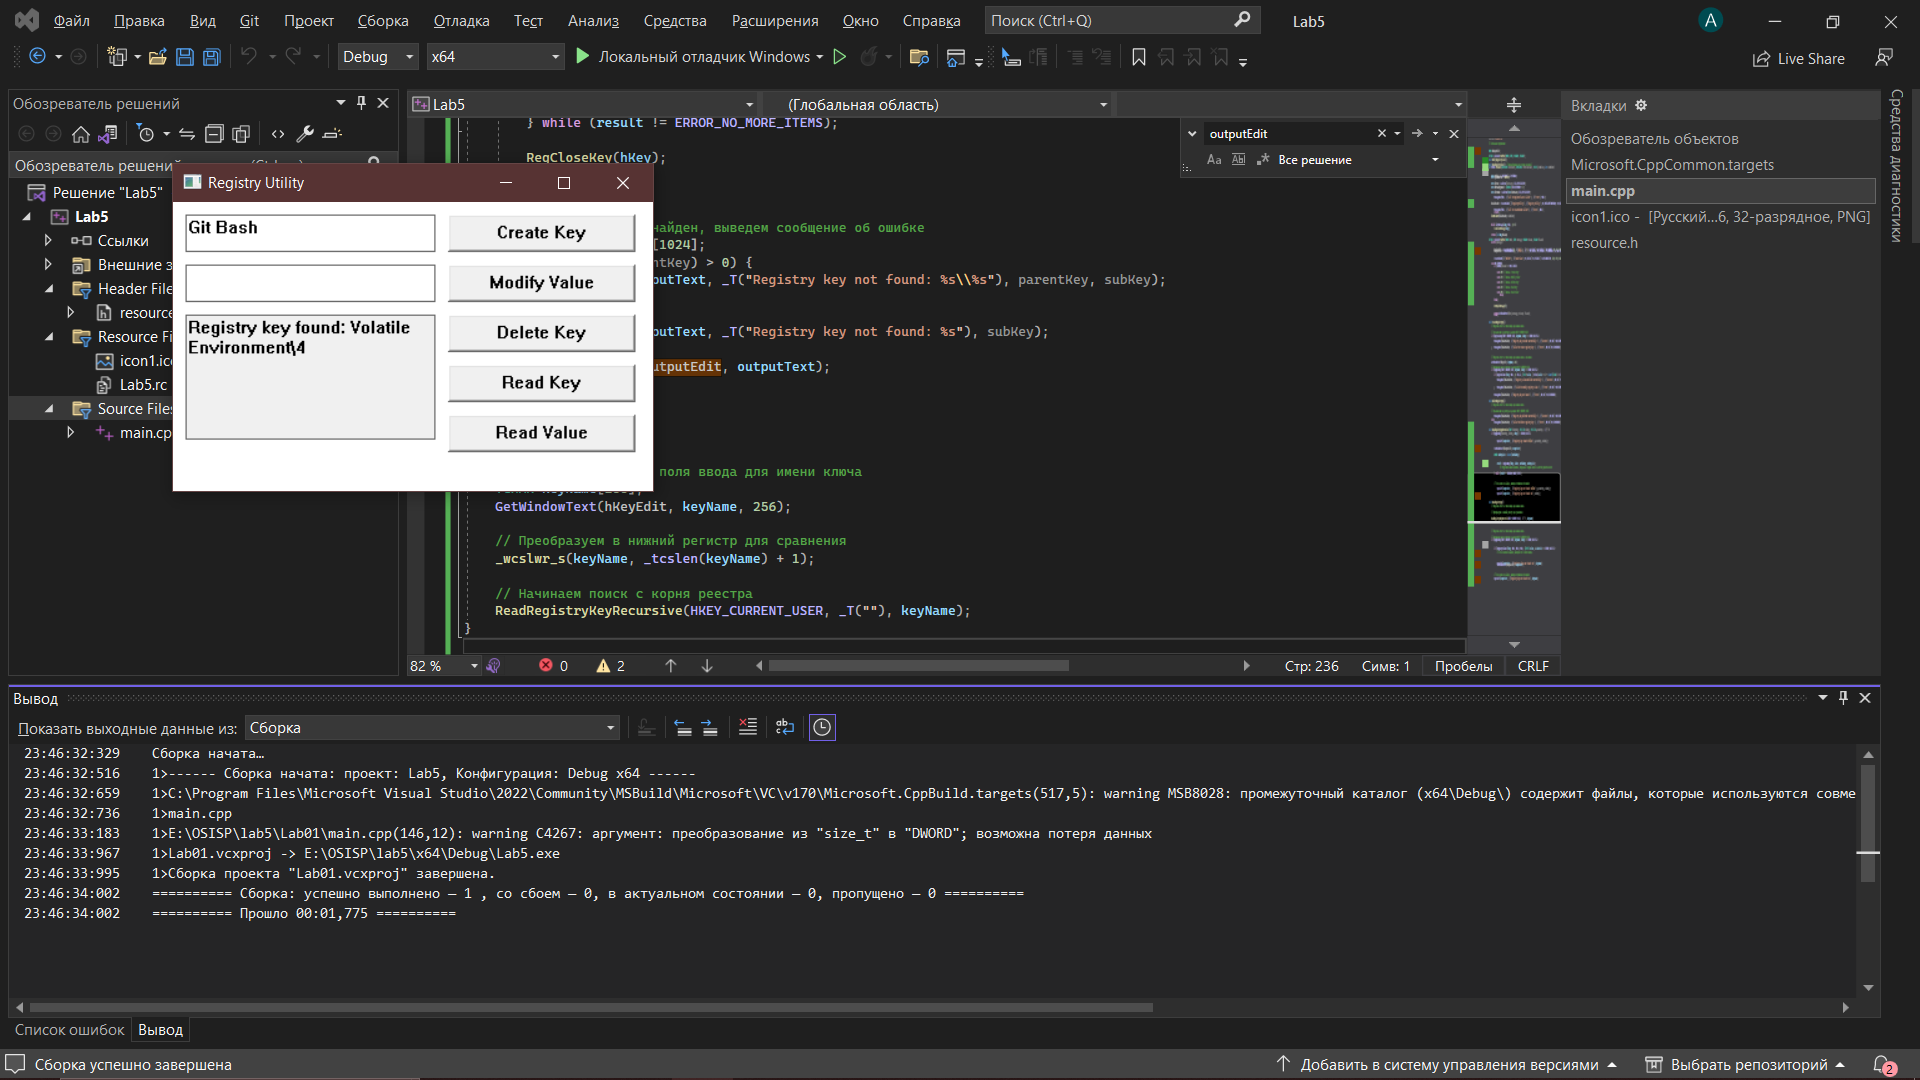 Файл Правка Вид Git Проект Сборка Отладка Тест Анализ Средства Расширения Окно Справка Поиск (Ctrl+Q) Lab5 A
Debug x64 Локальный отладчик Windows Live Share
Обозреватель решений
Обозреватель решений
Решение "Lab5"
Lab5
Ссылки
Внешние з
Header File
resource
Resource Fi
icon1.ico
Lab5.rc
Source Files
main.cp
Registry Utility
Git Bash
Create Key
Modify Value
Registry key found: Volatile
Environment\4
Delete Key
Read Key
Read Value
Lab5 (Глобальная область)
} while (result != ERROR_NO_MORE_ITEMS);
RegCloseKey(hKey);
outputEdit
Aa ab Все решение
найден, выведем сообщение об ошибке
[1024];
ntKey) > 0) {
putText, _T("Registry key not found: %s\\%s"), parentKey, subKey);
putText, _T("Registry key not found: %s"), subKey);
utputEdit, outputText);
поля ввода для имени ключа
GetWindowText(hKeyEdit, keyName, 256);
// Преобразуем в нижний регистр для сравнения
_wcslwr_s(keyName, _tcslen(keyName) + 1);
// Начинаем поиск с корня реестра
ReadRegistryKeyRecursive(HKEY_CURRENT_USER, _T(""), keyName);
}
82 % 0 2 Стр: 236 Симв: 1 Пробелы CRLF
Вкладки
Обозреватель объектов
Microsoft.CppCommon.targets
main.cpp
icon1.ico - [Русский...6, 32-разрядное, PNG]
resource.h
Средства диагностики
Вывод
Показать выходные данные из: Сборка
23:46:32:329 Сборка начата…
23:46:32:516 1>------ Сборка начата: проект: Lab5, Конфигурация: Debug x64 ------
23:46:32:659 1>C:\Program Files\Microsoft Visual Studio\2022\Community\MSBuild\Microsoft\VC\v170\Microsoft.CppBuild.targets(517,5): warning MSB8028: промежуточный каталог (x64\Debug\) содержит файлы, которые используются совме
23:46:32:736 1>main.cpp
23:46:33:183 1>E:\OSISP\lab5\Lab01\main.cpp(146,12): warning C4267: аргумент: преобразование из "size_t" в "DWORD"; возможна потеря данных
23:46:33:967 1>Lab01.vcxproj -> E:\OSISP\lab5\x64\Debug\Lab5.exe
23:46:33:995 1>Сборка проекта "Lab01.vcxproj" завершена.
23:46:34:002 ========== Сборка: успешно выполнено — 1 , со сбоем — 0, в актуальном состоянии — 0, пропущено — 0 ==========
23:46:34:002 ========== Прошло 00:01,775 ==========
Список ошибок Вывод
Сборка успешно завершена Добавить в систему управления версиями Выбрать репозиторий 2